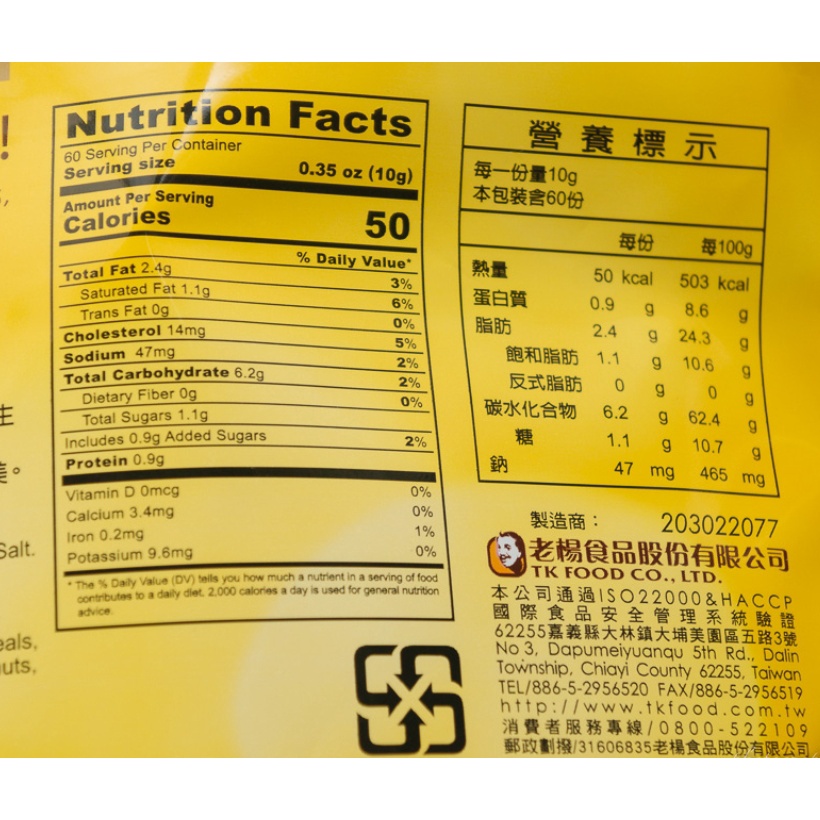 !
,
生
。
Salt.
eals,
uts,
Nutrition Facts
60 Serving Per Container
Serving size 0.35 oz (10g)
Amount Per Serving
Calories 50
% Daily Value*
Total Fat 2.4g 3%
Saturated Fat 1.1g 6%
Trans Fat 0g 0%
Cholesterol 14mg 5%
Sodium 47mg 2%
Total Carbohydrate 6.2g 2%
Dietary Fiber 0g 0%
Total Sugars 1.1g
Includes 0.9g Added Sugars 2%
Protein 0.9g
Vitamin D 0mcg 0%
Calcium 3.4mg 0%
Iron 0.2mg 1%
Potassium 9.6mg 0%
* The % Daily Value (DV) tells you how much a nutrient in a serving of food
contributes to a daily diet. 2,000 calories a day is used for general nutrition
advice.
營養標示
每一份量10g
本包裝含60份
每份 每100g
熱量 50 kcal 503 kcal
蛋白質 0.9 g 8.6 g
脂肪 2.4 g 24.3 g
飽和脂肪 1.1 g 10.6 g
反式脂肪 0 g 0 g
碳水化合物 6.2 g 62.4 g
糖 1.1 g 10.7 g
鈉 47 mg 465 mg
製造商： 203022077
老楊食品股份有限公司
TK FOOD CO., LTD.
本公司通過ISO22000&HACCP
國際食品安全管理系統驗證
62255嘉義縣大林鎮大埔美園區五路3號
No 3, Dapumeiyuanqu 5th Rd., Dalin
Township, Chiayi County 62255, Taiwan
TEL/886-5-2956520 FAX/886-5-2956519
http://www.tkfood.com.tw
消費者服務專線/0800-522109
郵政劃撥/31606835老楊食品股份有限公司